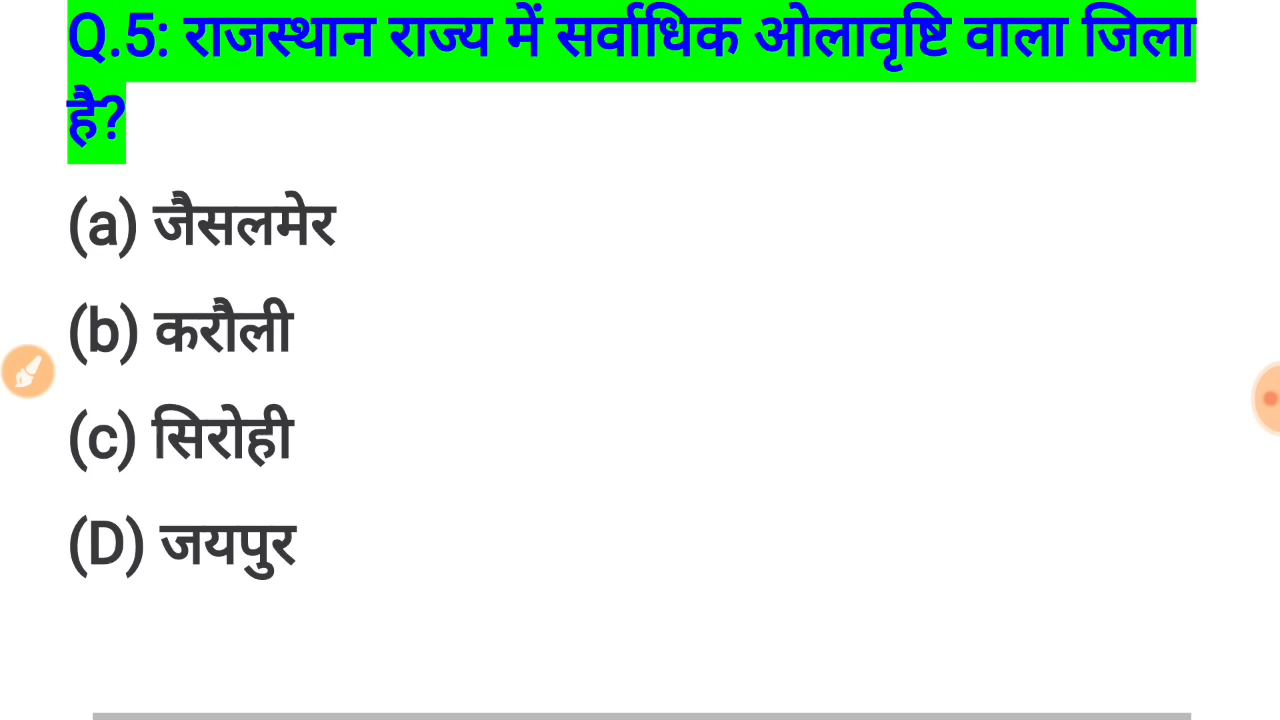 Q.5: राजस्थान राज्य में सर्वाधिक ओलावृष्टि वाला जिला
है?
(a) जैसलमेर
(b) करौली
(c) सिरोही
(D) जयपुर